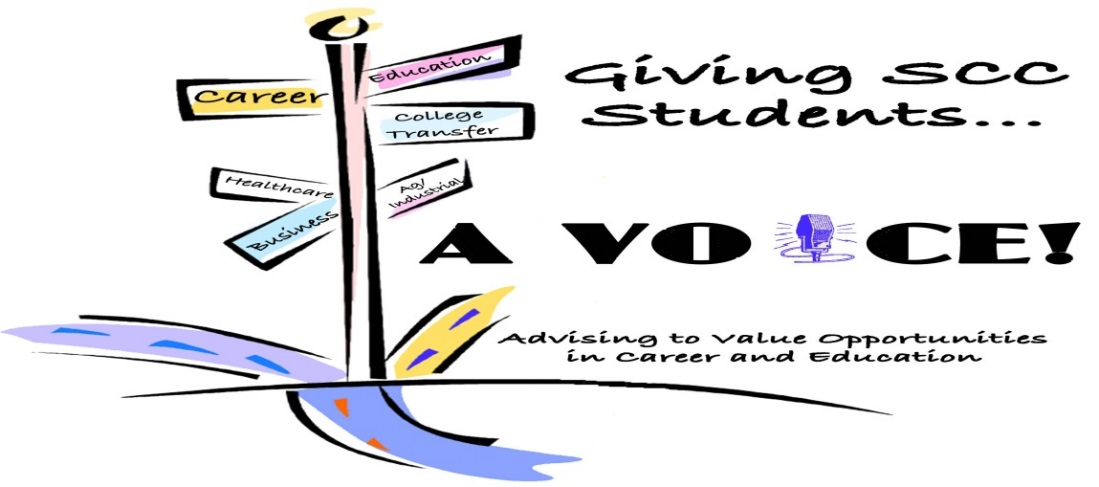 Education
Career
College
Transfer
Healthcare
Ag/
Industrial
Business
Giving SCC
Students...
A VOICE!
Advising to Value Opportunities
in Career and Education